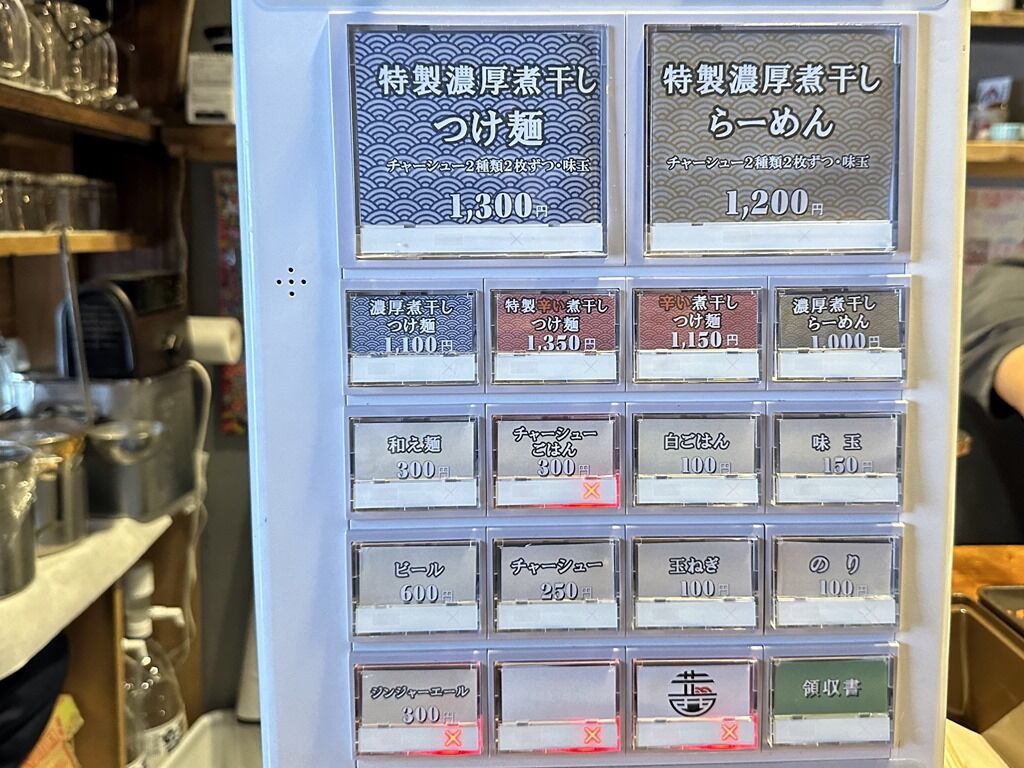 特製濃厚煮干し
つけ麺
チャーシュー2種類2枚ずつ・味玉
1,300円
特製濃厚煮干し
らーめん
チャーシュー2種類2枚ずつ・味玉
1,200円
濃厚煮干し
つけ麺
1,100円
特製辛い煮干し
つけ麺
1,350円
辛い煮干し
つけ麺
1,150円
濃厚煮干し
らーめん
1,000円
和え麺
300円
チャーシュー
ごはん
300円
白ごはん
100円
味玉
150円
ビール
600円
チャーシュー
250円
玉ねぎ
100円
のり
100円
ジンジャーエール
300円
領収書